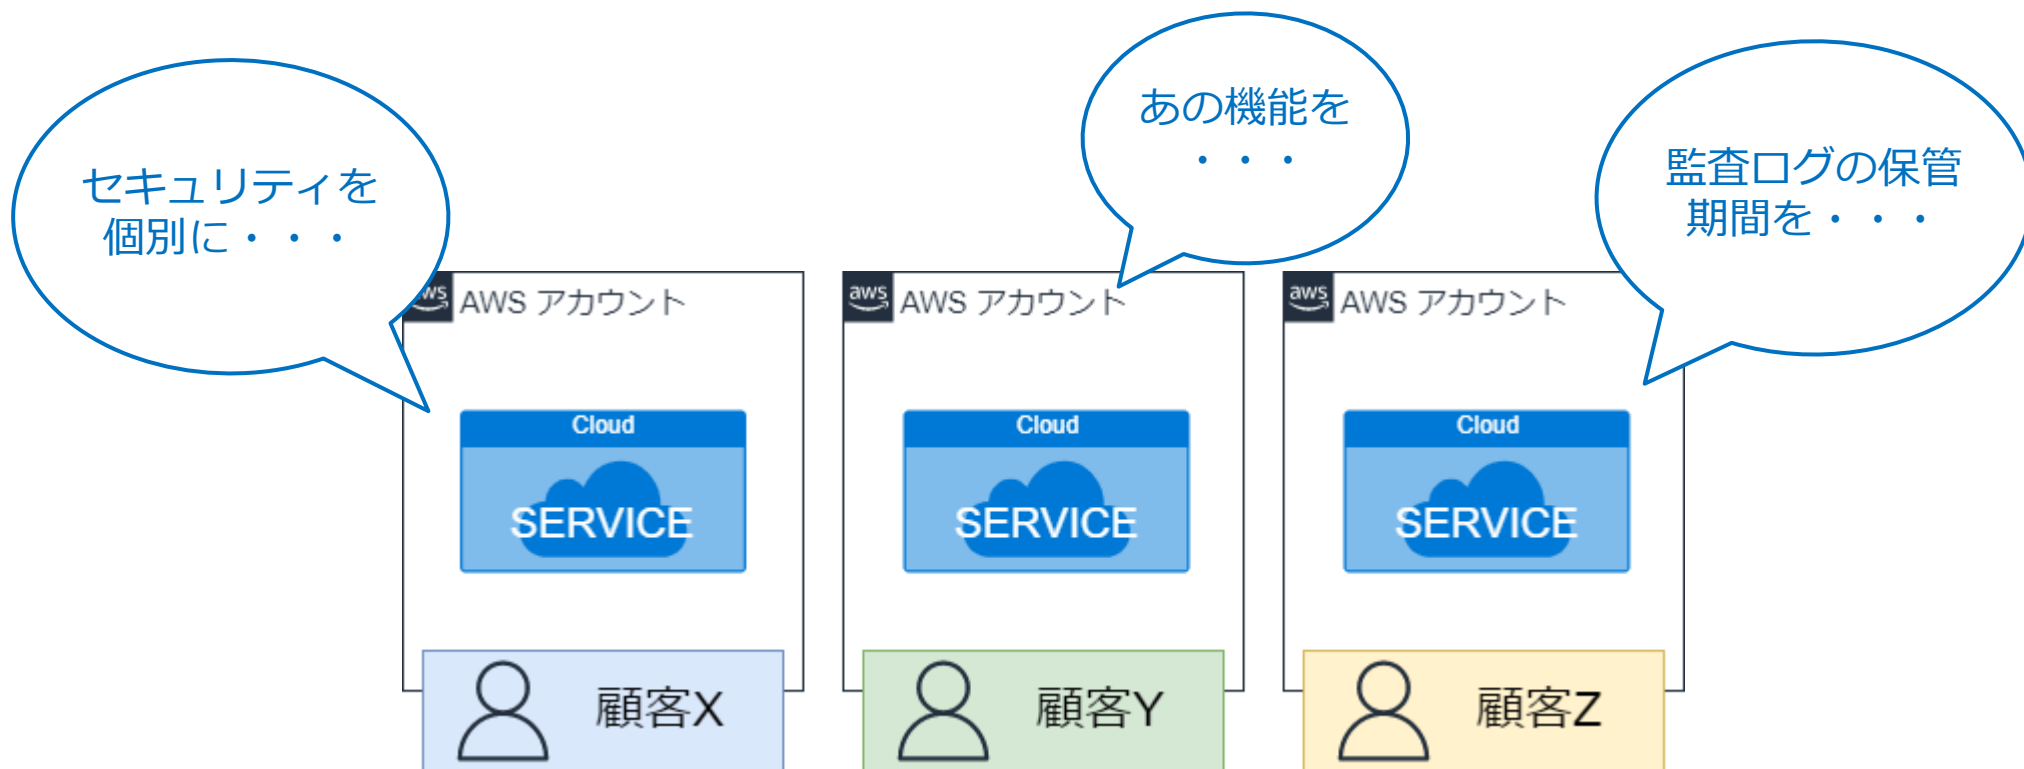 セキュリティを
個別に・・・
あの機能を
・・・
監査ログの保管
期間を・・・
aws AWS アカウント
aws AWS アカウント
aws AWS アカウント
Cloud
SERVICE
Cloud
SERVICE
Cloud
SERVICE
顧客X
顧客Y
顧客Z